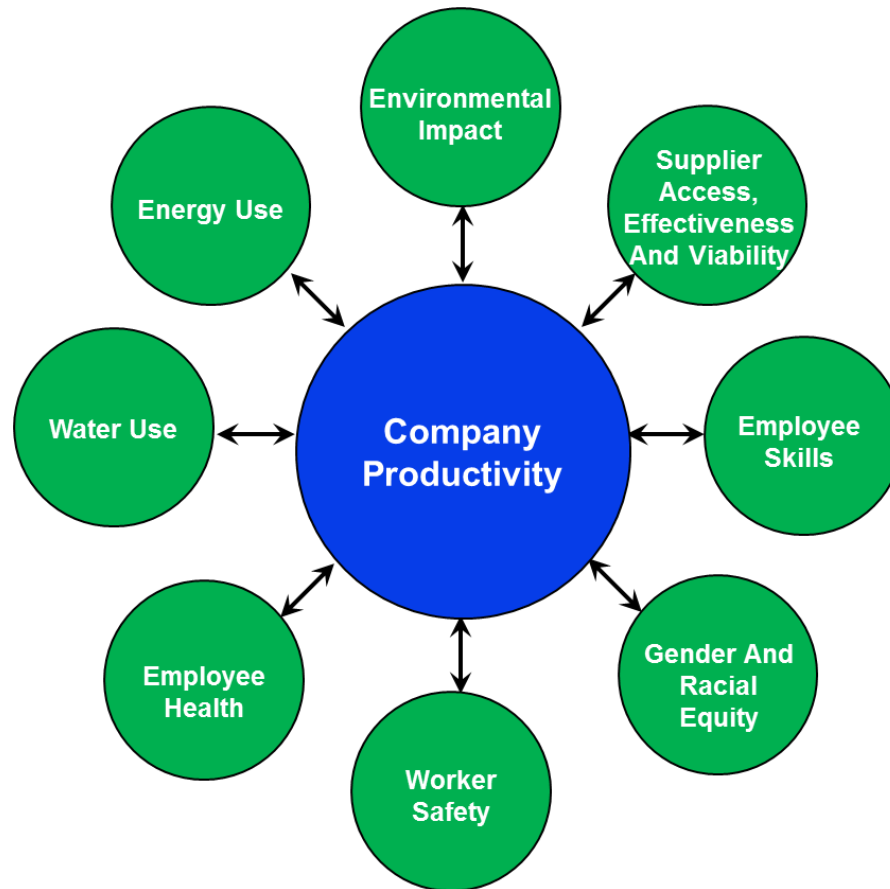 Environmental
Impact
Supplier
Access,
Effectiveness
And Viability
Energy Use
Company
Productivity
Water Use
Employee
Skills
Gender And
Racial
Equity
Employee
Health
Worker
Safety